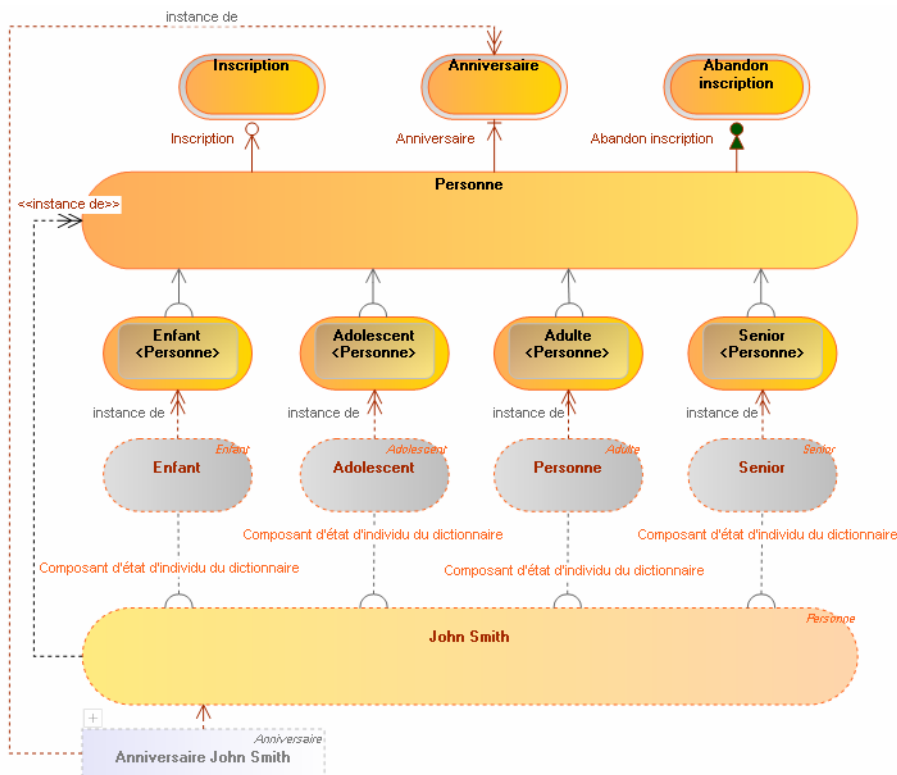 instance de
Inscription
Anniversaire
Abandon
inscription
Inscription
Anniversaire
Abandon inscription
Personne
<<instance de>>
Enfant
<Personne>
Adolescent
<Personne>
Adulte
<Personne>
Senior
<Personne>
instance de
instance de
instance de
instance de
Enfant
Enfant
Adolescent
Adolescent
Adulte
Personne
Senior
Senior
Composant d'état d'individu du dictionnaire
Composant d'état d'individu du dictionnaire
Composant d'état d'individu du dictionnaire
Composant d'état d'individu du dictionnaire
Personne
John Smith
Anniversaire
Anniversaire John Smith